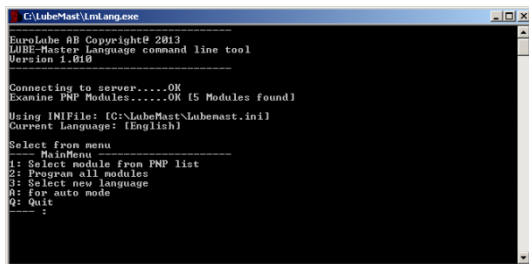 C:\LubeMast\LmLang.exe
------------------------------------
EuroLube AB Copyright@ 2013
LUBE-Master Language command line tool
Version 1.010
------------------------------------
Connecting to server.....OK
Examine PNP Modules......OK [5 Modules found]
Using INIFile: [C:\LubeMast\Lubemast.ini]
Current Language: [English]
Select from menu
---- MainMenu ----------------------
1: Select module from PNP list
2: Program all modules
3: Select new language
A: for auto mode
Q: Quit
---- :